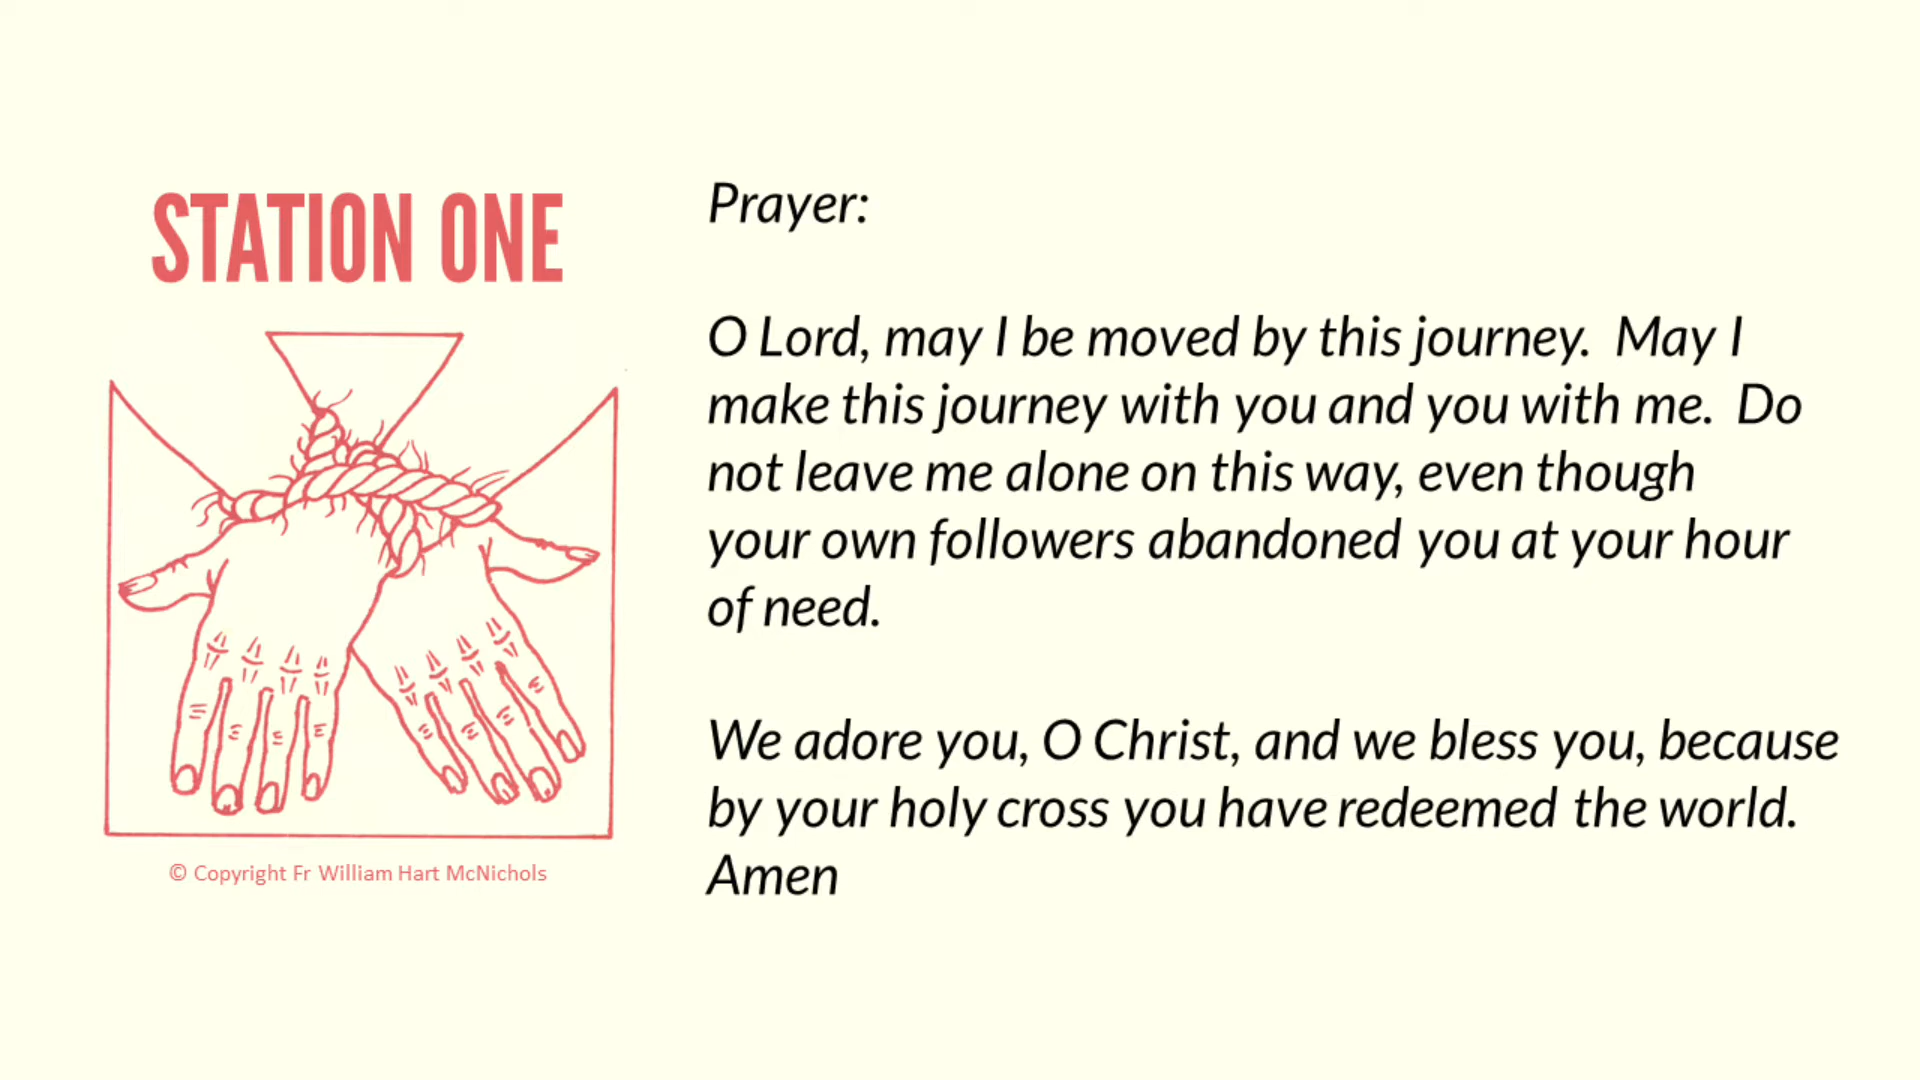 STATION ONE
© Copyright Fr William Hart McNichols
Prayer:
O Lord, may I be moved by this journey.  May I
make this journey with you and you with me.  Do
not leave me alone on this way, even though
your own followers abandoned you at your hour
of need.
We adore you, O Christ, and we bless you, because
by your holy cross you have redeemed the world.
Amen